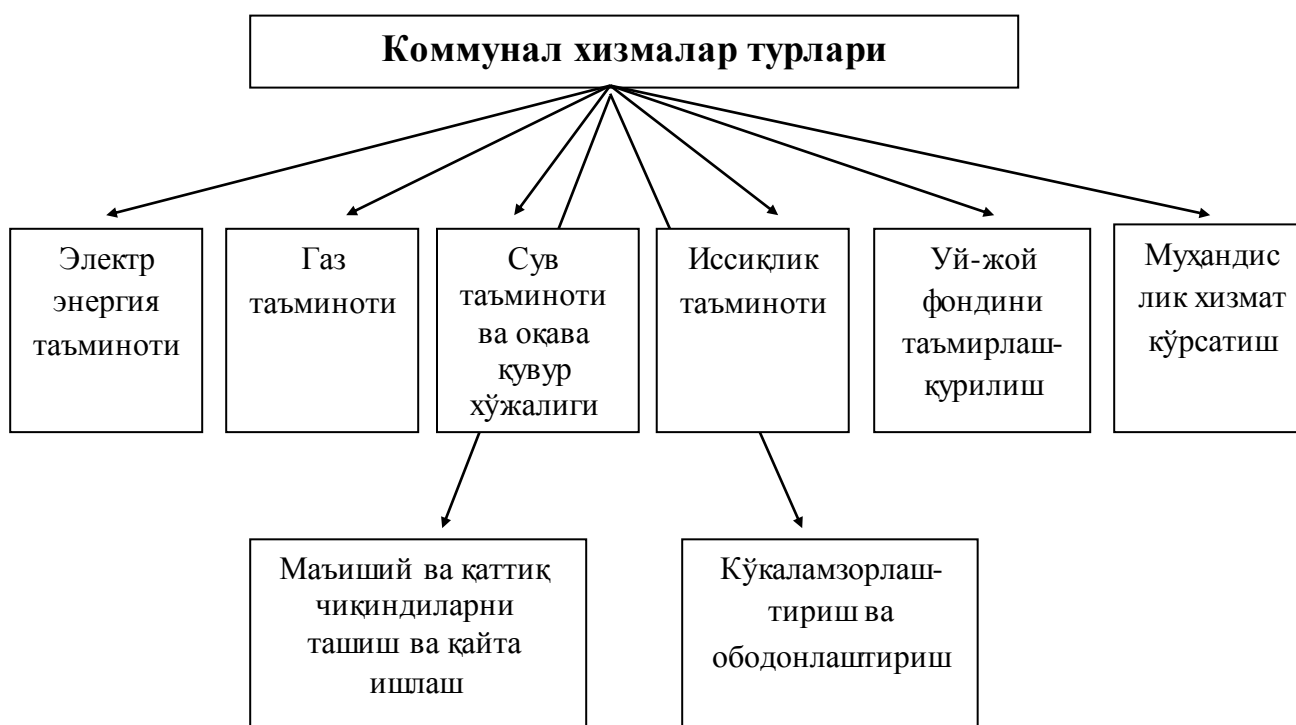 Коммунал хизмалар турлари
Электр
энергия
таъминоти
Газ
таъминоти
Сув
таъминоти
ва оқава
қувур
хўжалиги
Иссиқлик
таъминоти
Уй-жой
фондини
таъмирлаш-
қурилиш
Муҳандис
лик хизмат
кўрсатиш
Маъиший ва қаттиқ
чиқиндиларни
ташиш ва қайта
ишлаш
Кўкаламзорлаш-
тириш ва
ободонлаштириш